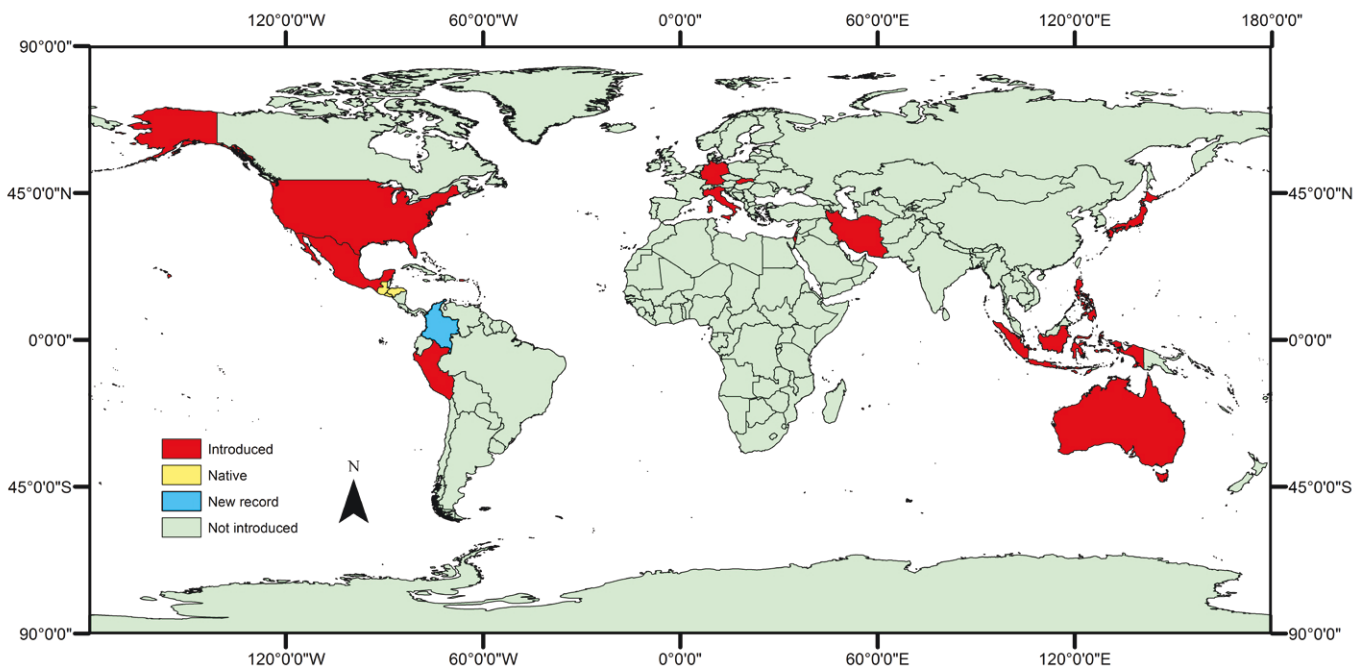 120°0'0"W 60°0'0"W 0°0'0" 60°0'0"E 120°0'0"E 180°0'0"
90°0'0" 90°0'0"
45°0'0"N 45°0'0"N
0°0'0" 0°0'0"
Introduced
Native
N
New record
Not introduced
45°0'0"S 45°0'0"S
90°0'0" 90°0'0"
120°0'0"W 60°0'0"W 0°0'0" 60°0'0"E 120°0'0"E